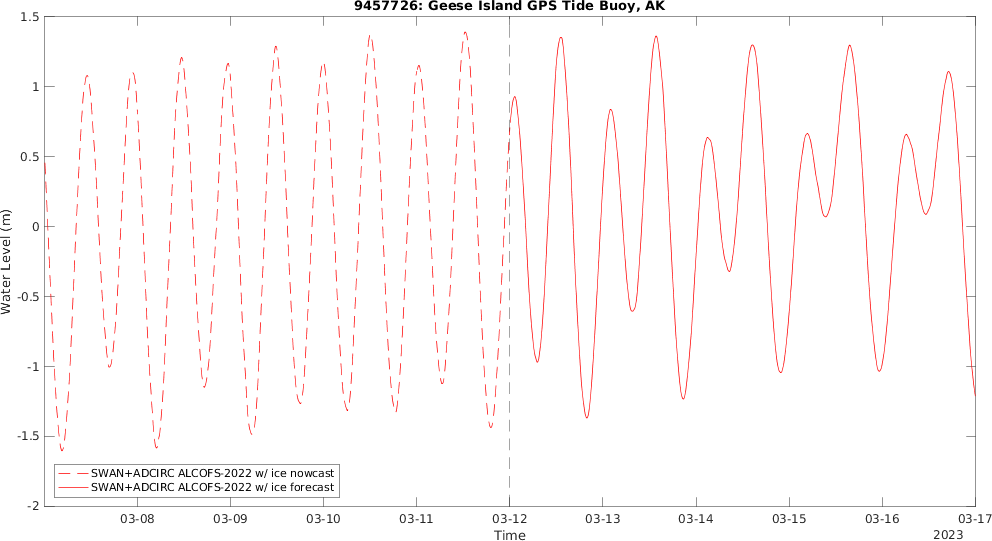 9457726: Geese Island GPS Tide Buoy, AK
1.5
1
0.5
0
-0.5
-1
-1.5
-2
Water Level (m)
SWAN+ADCIRC ALCOFS-2022 w/ ice nowcast
SWAN+ADCIRC ALCOFS-2022 w/ ice forecast
03-08 03-09 03-10 03-11 03-12 03-13 03-14 03-15 03-16 03-17
Time
2023